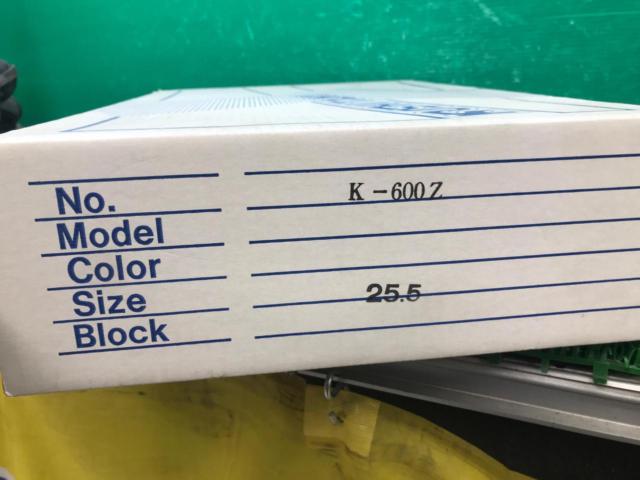 No. K-600Z
Model
Color
Size 25.5
Block